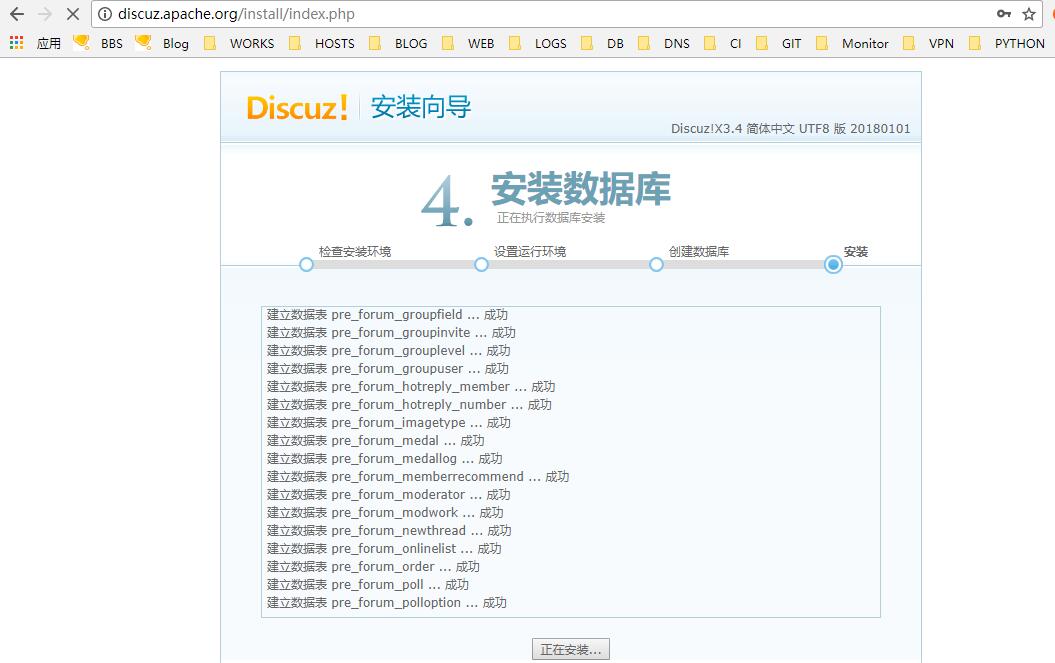 discuz.apache.org/install/index.php
应用 BBS Blog WORKS HOSTS BLOG WEB LOGS DB DNS CI GIT Monitor VPN PYTHON
Discuz! 安装向导
Discuz!X3.4 简体中文 UTF8 版 20180101
4. 安装数据库
正在执行数据库安装
检查安装环境 设置运行环境 创建数据库 安装
建立数据表 pre_forum_groupfield ... 成功
建立数据表 pre_forum_groupinvite ... 成功
建立数据表 pre_forum_grouplevel ... 成功
建立数据表 pre_forum_groupuser ... 成功
建立数据表 pre_forum_hotreply_member ... 成功
建立数据表 pre_forum_hotreply_number ... 成功
建立数据表 pre_forum_imagetype ... 成功
建立数据表 pre_forum_medal ... 成功
建立数据表 pre_forum_medallog ... 成功
建立数据表 pre_forum_memberrecommend ... 成功
建立数据表 pre_forum_moderator ... 成功
建立数据表 pre_forum_modwork ... 成功
建立数据表 pre_forum_newthread ... 成功
建立数据表 pre_forum_onlinelist ... 成功
建立数据表 pre_forum_order ... 成功
建立数据表 pre_forum_poll ... 成功
建立数据表 pre_forum_polloption ... 成功
正在安装...